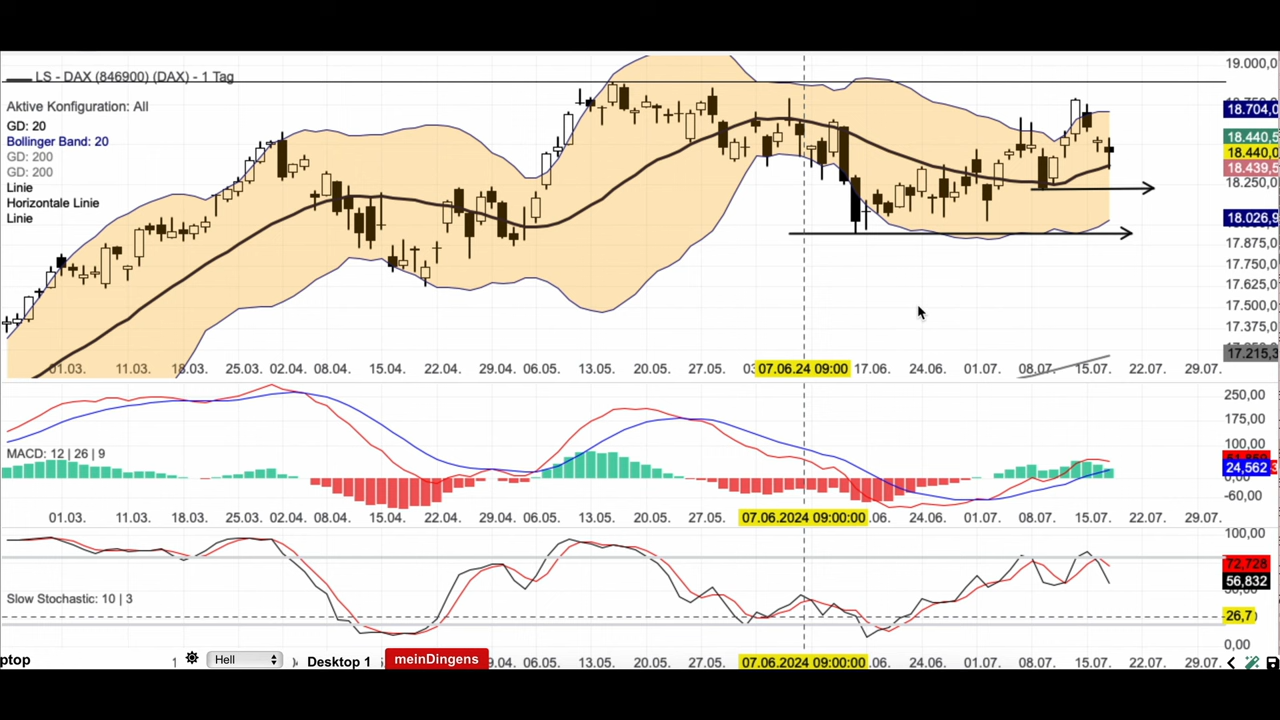 LS - DAX (846900) (DAX) - 1 Tag
19.000,0
Aktive Konfiguration: All
18.704,0
GD: 20
Bollinger Band: 20
18.440,5
GD: 200
18.440,0
GD: 200
18.439,5
Linie
18.250,0
Horizontale Linie
Linie
18.026,9
17.875,0
17.750,0
17.625,0
17.500,0
17.375,0
17.215,3
01.03. 11.03. 18.03. 25.03. 02.04. 08.04. 15.04. 22.04. 29.04. 06.05. 13.05. 20.05. 27.05. 03 07.06.24 09:00 17.06. 24.06. 01.07. 08.07. 15.07. 22.07. 29.07.
250,00
175,00
100,00
MACD: 12 | 26 | 9
24,562
-60,00
01.03. 11.03. 18.03. 25.03. 02.04. 08.04. 15.04. 22.04. 29.04. 06.05. 13.05. 20.05. 27.05. 07.06.2024 09:00:00 .06. 24.06. 01.07. 08.07. 15.07. 22.07. 29.07.
100,00
72,728
56,832
Slow Stochastic: 10 | 3
26,7
0,00
ptop
Hell
Desktop 1
meinDingens
06.05. 13.05. 20.05. 27.05. 07.06.2024 09:00:00 .06. 24.06. 01.07. 08.07. 15.07. 22.07. 29.07.